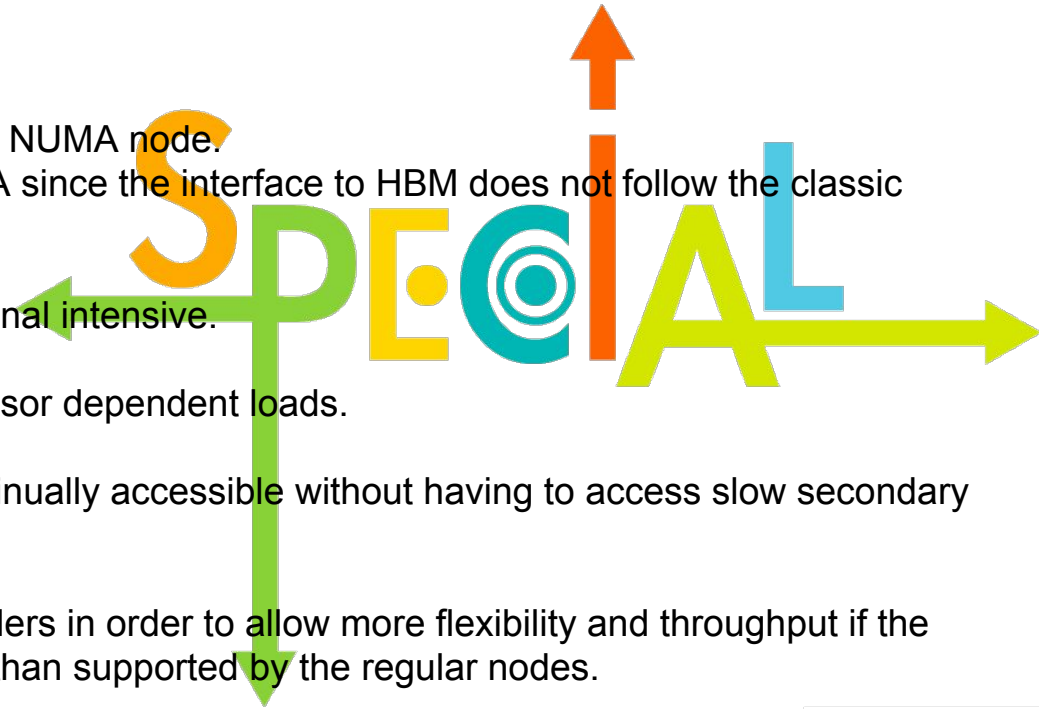 NUMA node.
A since the interface to HBM does not follow the classic
SPECIAL
nal intensive.
sor dependent loads.
inually accessible without having to access slow secondary
lers in order to allow more flexibility and throughput if the
than supported by the regular nodes.